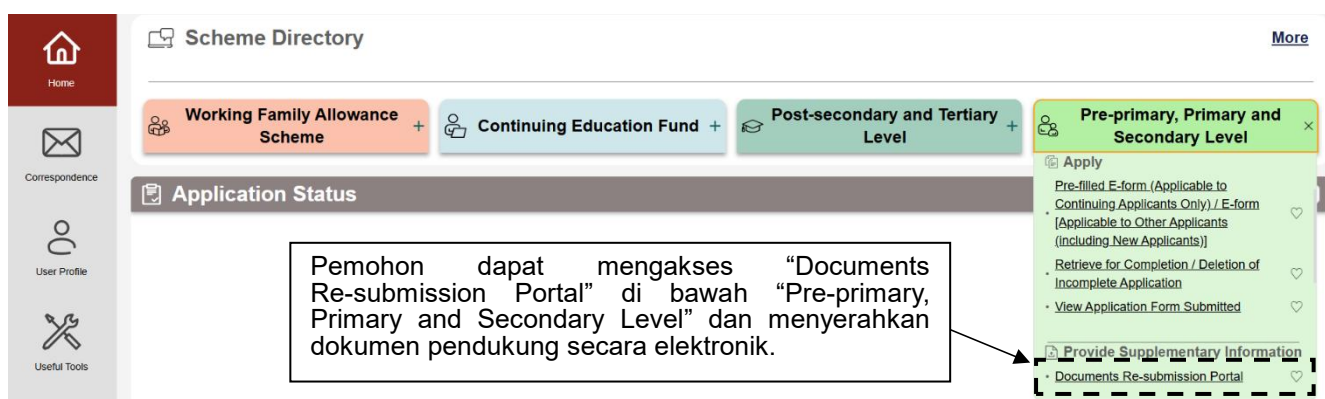 Home
Correspondence
User Profile
Useful Tools
Scheme Directory
More
Working Family Allowance
Scheme
+
Continuing Education Fund +
Post-secondary and Tertiary
Level
+
Pre-primary, Primary and
Secondary Level
×
Apply
Pre-filled E-form (Applicable to
Continuing Applicants Only) / E-form
[Applicable to Other Applicants
(including New Applicants)]
Retrieve for Completion / Deletion of
Incomplete Application
View Application Form Submitted
Provide Supplementary Information
Documents Re-submission Portal
Application Status
Pemohon dapat mengakses “Documents
Re-submission Portal” di bawah “Pre-primary,
Primary and Secondary Level” dan menyerahkan
dokumen pendukung secara elektronik.